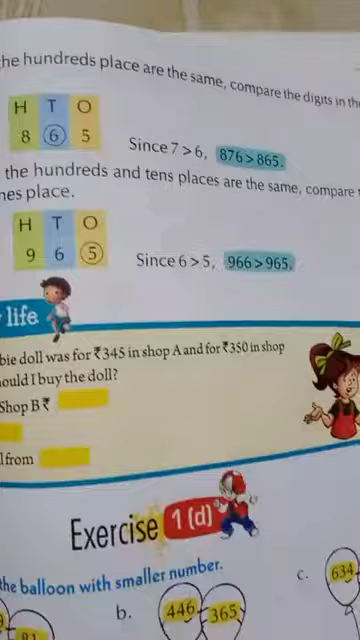 he hundreds place are the same, compare the digits in the
H T O
8 6 5
Since 7 > 6, 876 > 865.
the hundreds and tens places are the same, compare
nes place.
H T O
9 6 5
Since 6 > 5, 966 > 965.
life
bie doll was for ₹345 in shop A and for ₹350 in shop
ould I buy the doll?
Shop B ₹
from
Exercise 1 (d)
the balloon with smaller number.
b. 446 365
c. 634
81